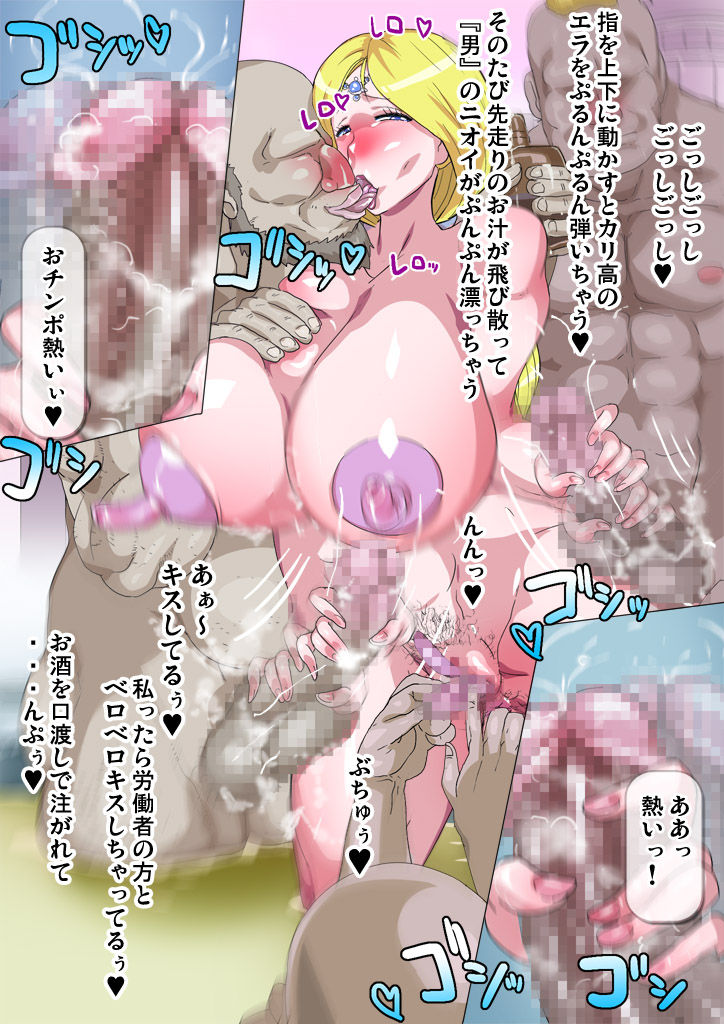 ごっしごっし
ごっしごっし♥
指を上下に動かすとカリ高の
エラをぷるんぷるん弾いちゃう♥
そのたび先走りのお汁が飛び散って
『男』のニオイがぷんぷん漂っちゃう
レロ♡
レロ♡
レロッ
ゴシッ♡
おチンポ熱いぃ♥
ゴシッ♡
ゴシ
んんっ♥
あぁ〜
キスしてるぅ♥
私ったら労働者の方と
ベロベロキスしちゃってるぅ♥
お酒を口渡しで注がれて
・・・・んぷぅ♥
ぶちゅぅ♥
ゴシッ♡
ああっ
熱いっ！
ゴシッ♡